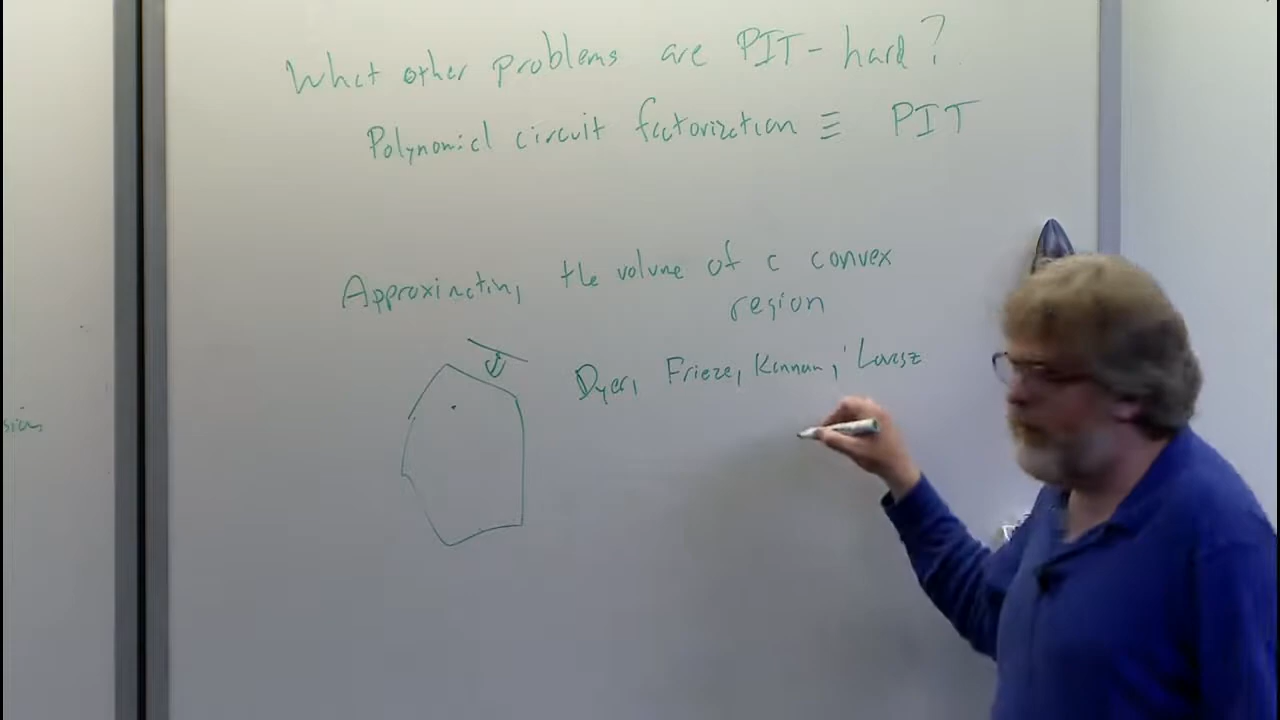 What other problems are PIT-hard?
Polynomial circuit factorization ≡ PIT
Approximating the volume of a convex
region
Dyer, Frieze, Kannan, Lovasz